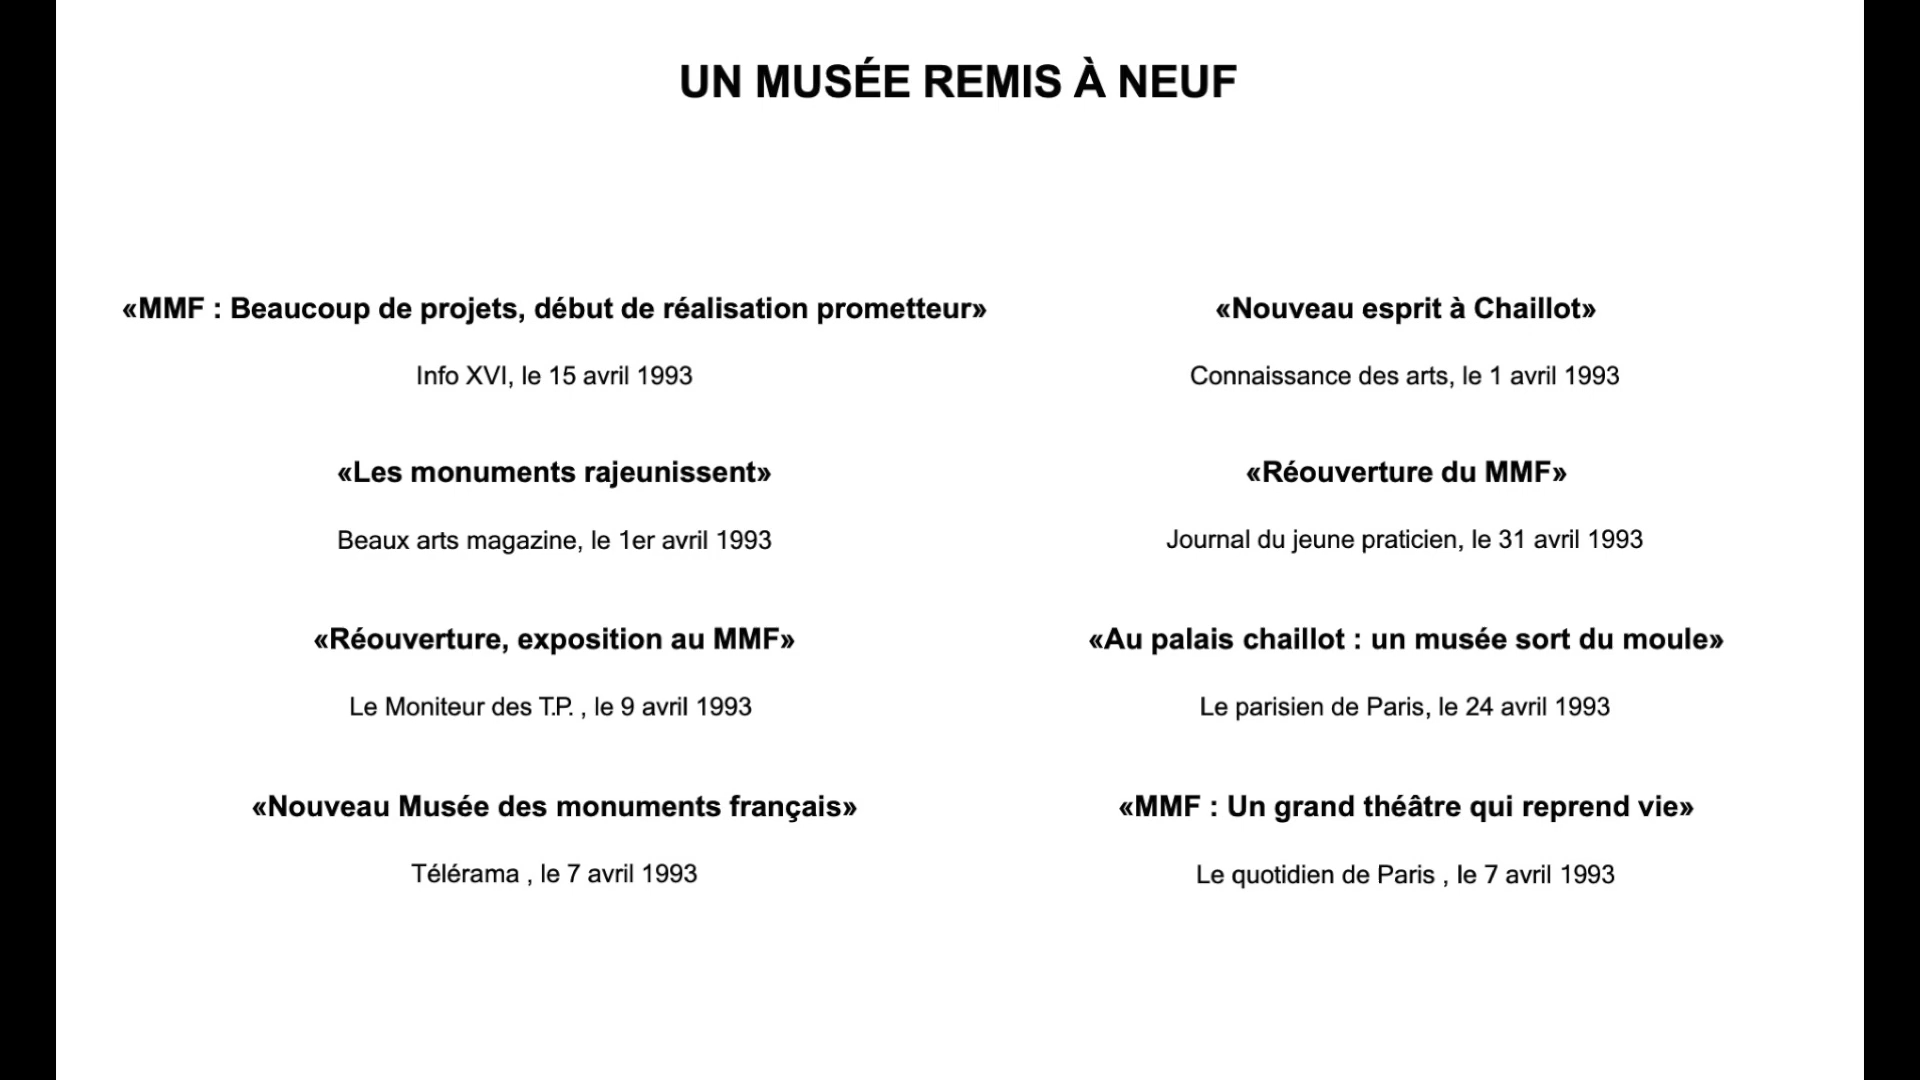 UN MUSÉE REMIS À NEUF
«MMF : Beaucoup de projets, début de réalisation prometteur»
Info XVI, le 15 avril 1993
«Les monuments rajeunissent»
Beaux arts magazine, le 1er avril 1993
«Réouverture, exposition au MMF»
Le Moniteur des T.P. , le 9 avril 1993
«Nouveau Musée des monuments français»
Télérama , le 7 avril 1993
«Nouveau esprit à Chaillot»
Connaissance des arts, le 1 avril 1993
«Réouverture du MMF»
Journal du jeune praticien, le 31 avril 1993
«Au palais chaillot : un musée sort du moule»
Le parisien de Paris, le 24 avril 1993
«MMF : Un grand théâtre qui reprend vie»
Le quotidien de Paris , le 7 avril 1993